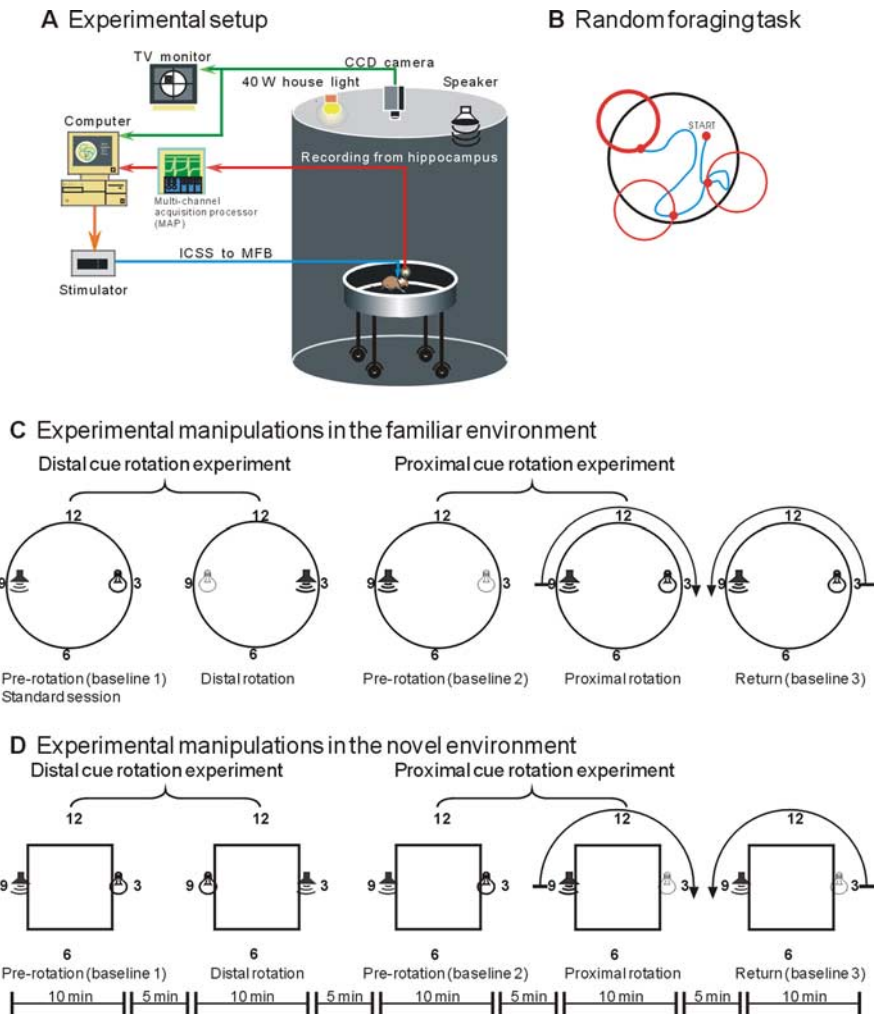 A Experimental setup
B Random foraging task
TV monitor
CCD camera
40 W house light
Speaker
Computer
Recording from hippocampus
Multi-channel
acquisition processor
(MAP)
ICSS to MFB
Stimulator
START
C Experimental manipulations in the familiar environment
Distal cue rotation experiment
Proximal cue rotation experiment
12
12
12
12
12
9
3
9
3
9
3
9
3
9
3
6
6
6
6
6
Pre-rotation (baseline 1)
Standard session
Distal rotation
Pre-rotation (baseline 2)
Proximal rotation
Return (baseline 3)
D Experimental manipulations in the novel environment
Distal cue rotation experiment
Proximal cue rotation experiment
12
12
12
12
12
9
3
9
3
9
3
9
3
9
3
6
6
6
6
6
Pre-rotation (baseline 1)
Distal rotation
Pre-rotation (baseline 2)
Proximal rotation
Return (baseline 3)
10 min
5 min
10 min
5 min
10 min
5 min
10 min
5 min
10 min